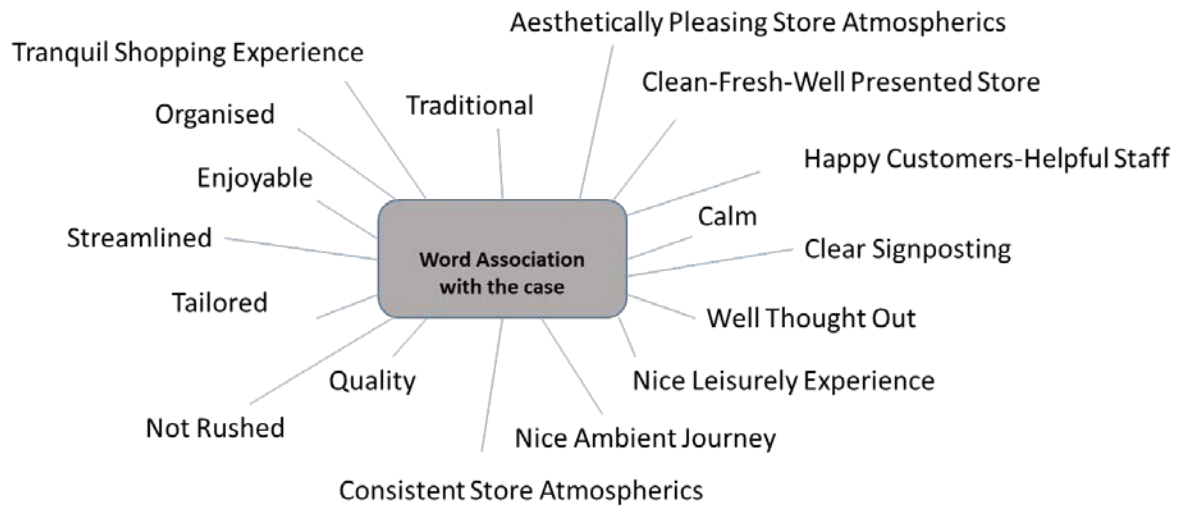 Aesthetically Pleasing Store Atmospherics
Tranquil Shopping Experience
Clean-Fresh-Well Presented Store
Traditional
Organised
Happy Customers-Helpful Staff
Enjoyable
Calm
Streamlined
Clear Signposting
Word Association
with the case
Tailored
Well Thought Out
Quality
Nice Leisurely Experience
Not Rushed
Nice Ambient Journey
Consistent Store Atmospherics